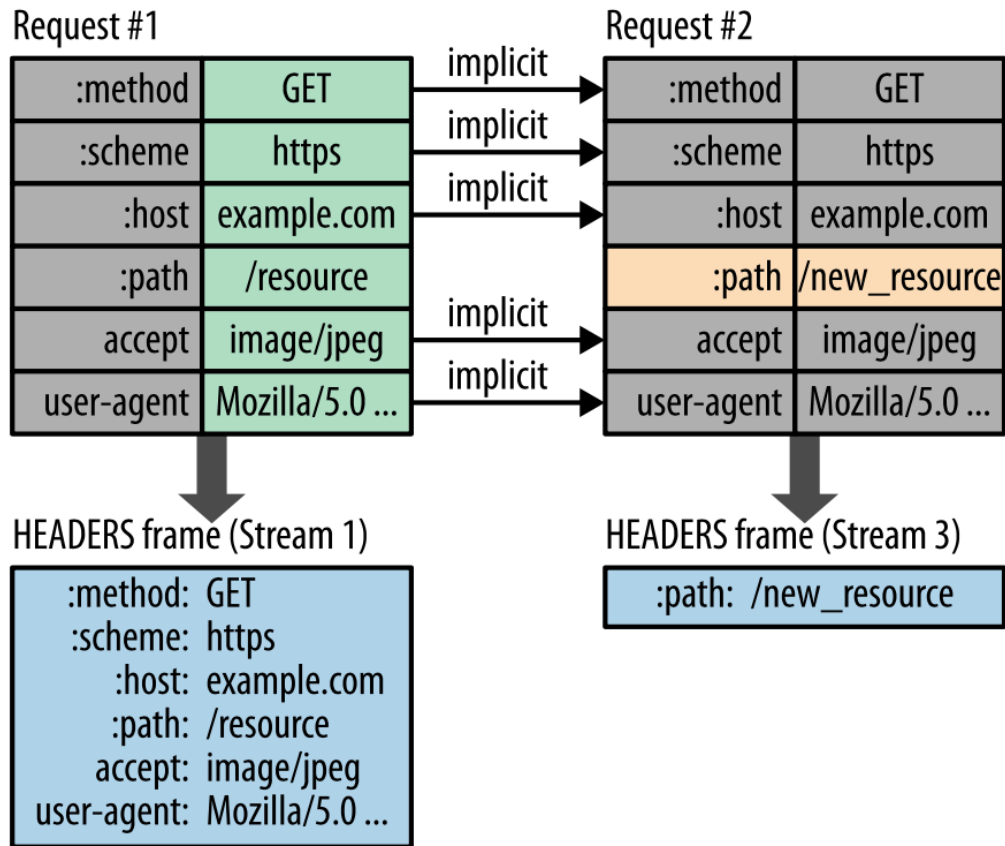 Request #1
:method GET
:scheme https
:host example.com
:path /resource
accept image/jpeg
user-agent Mozilla/5.0 ...
implicit
implicit
implicit
implicit
implicit
Request #2
:method GET
:scheme https
:host example.com
:path /new_resource
accept image/jpeg
user-agent Mozilla/5.0 ...
HEADERS frame (Stream 1)
:method: GET
:scheme: https
:host: example.com
:path: /resource
accept: image/jpeg
user-agent: Mozilla/5.0 ...
HEADERS frame (Stream 3)
:path: /new_resource